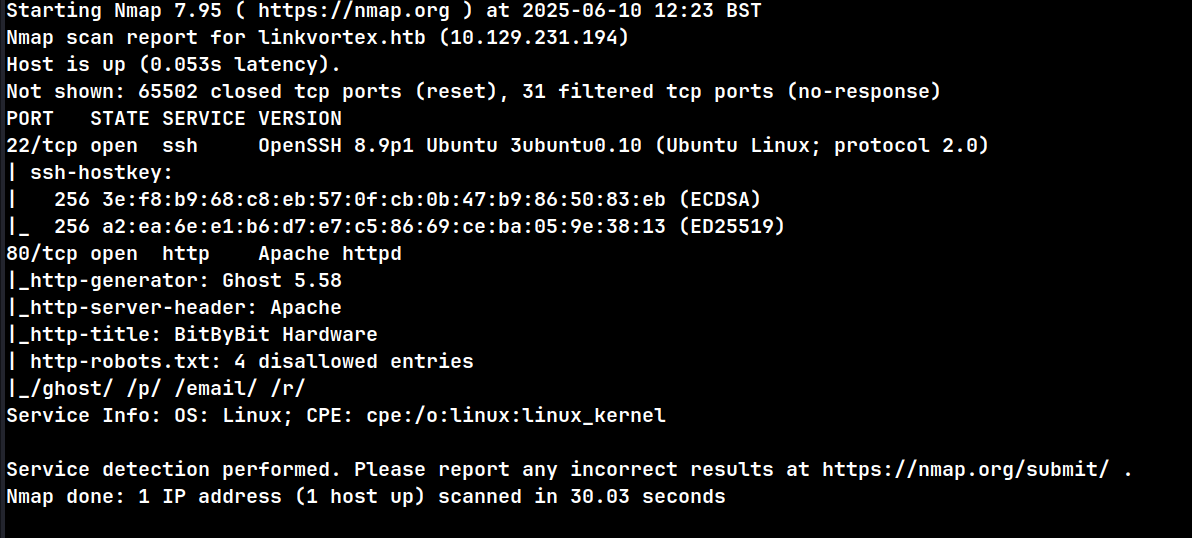 Starting Nmap 7.95 ( https://nmap.org ) at 2025-06-10 12:23 BST
Nmap scan report for linkvortex.htb (10.129.231.194)
Host is up (0.053s latency).
Not shown: 65502 closed tcp ports (reset), 31 filtered tcp ports (no-response)
PORT   STATE SERVICE VERSION
22/tcp open  ssh     OpenSSH 8.9p1 Ubuntu 3ubuntu0.10 (Ubuntu Linux; protocol 2.0)
| ssh-hostkey:
|   256 3e:f8:b9:68:c8:eb:57:0f:cb:0b:47:b9:86:50:83:eb (ECDSA)
|_  256 a2:ea:6e:e1:b6:d7:e7:c5:86:69:ce:ba:05:9e:38:13 (ED25519)
80/tcp open  http    Apache httpd
|_http-generator: Ghost 5.58
|_http-server-header: Apache
|_http-title: BitByBit Hardware
| http-robots.txt: 4 disallowed entries
|_/ghost/ /p/ /email/ /r/
Service Info: OS: Linux; CPE: cpe:/o:linux:linux_kernel

Service detection performed. Please report any incorrect results at https://nmap.org/submit/ .
Nmap done: 1 IP address (1 host up) scanned in 30.03 seconds